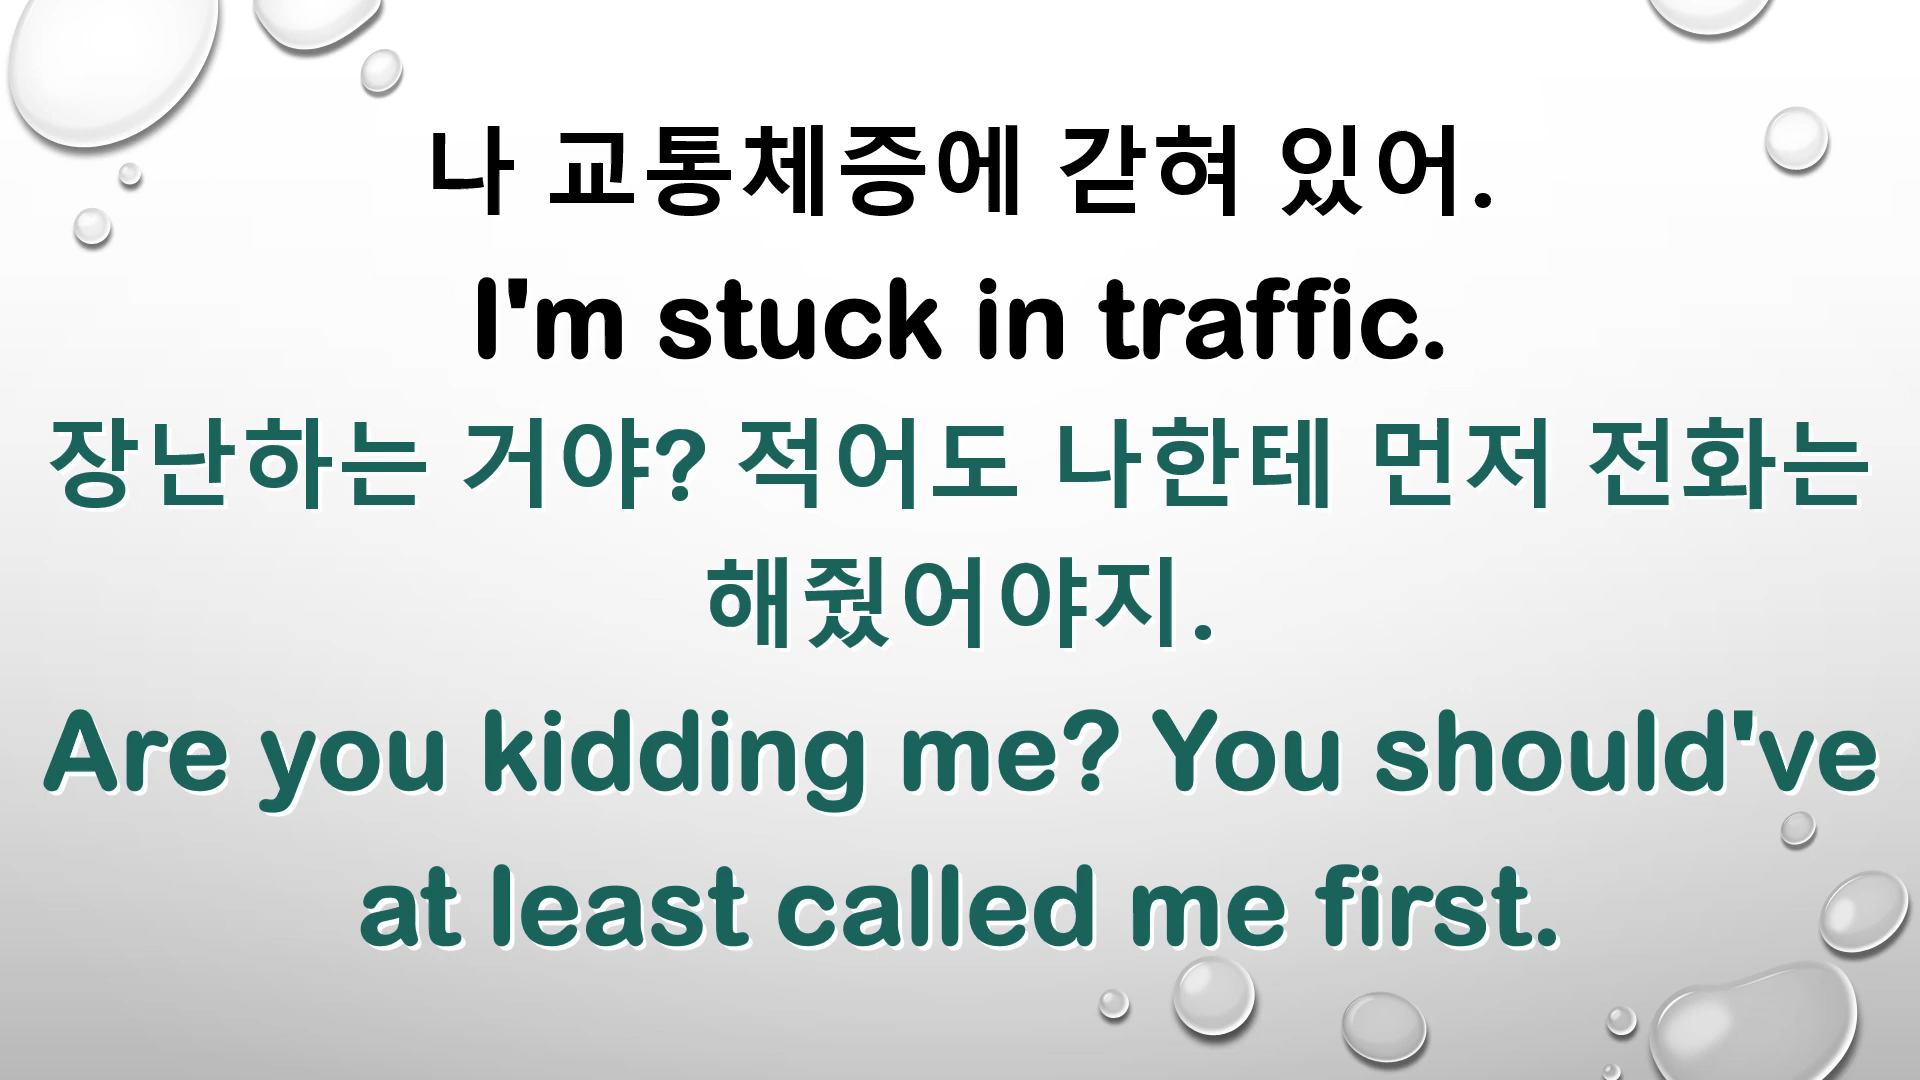 나 교통체증에 갇혀 있어.
I'm stuck in traffic.
장난하는 거야? 적어도 나한테 먼저 전화는
해줬어야지.
Are you kidding me? You should've
at least called me first.